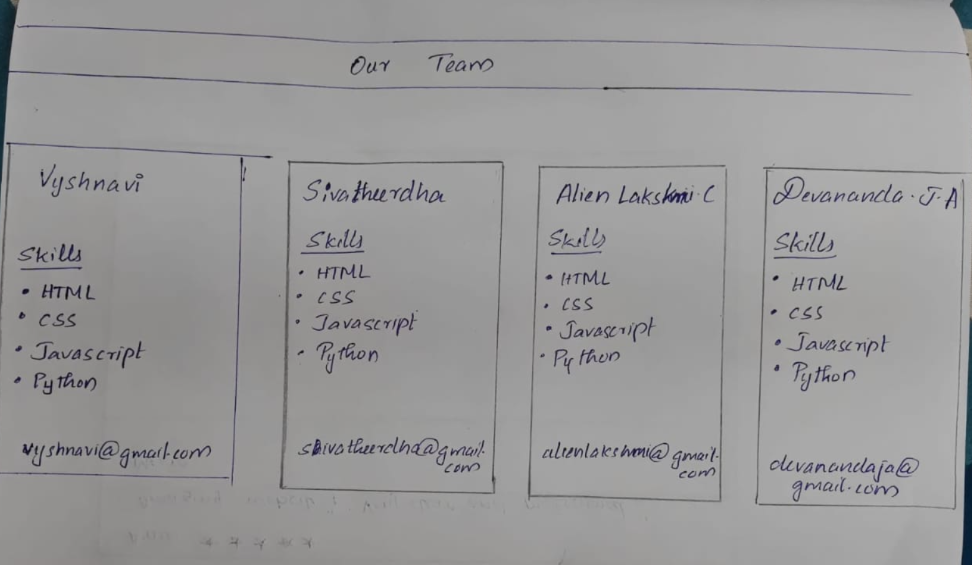 Our Team
Vyshnavi
Skills
• HTML
• CSS
• Javascript
• Python
vyshnavi@gmail.com
Sivatheerdha
Skills
• HTML
• CSS
• Javascript
• Python
shivatheerdha@gmail.
com
Alien Lakshmi.C
Skills
• HTML
• CSS
• Javascript
• Python
alienlakshmi@gmail.
com
Devananda.J.A
Skills
• HTML
• CSS
• Javascript
• Python
devanandaja@
gmail.com